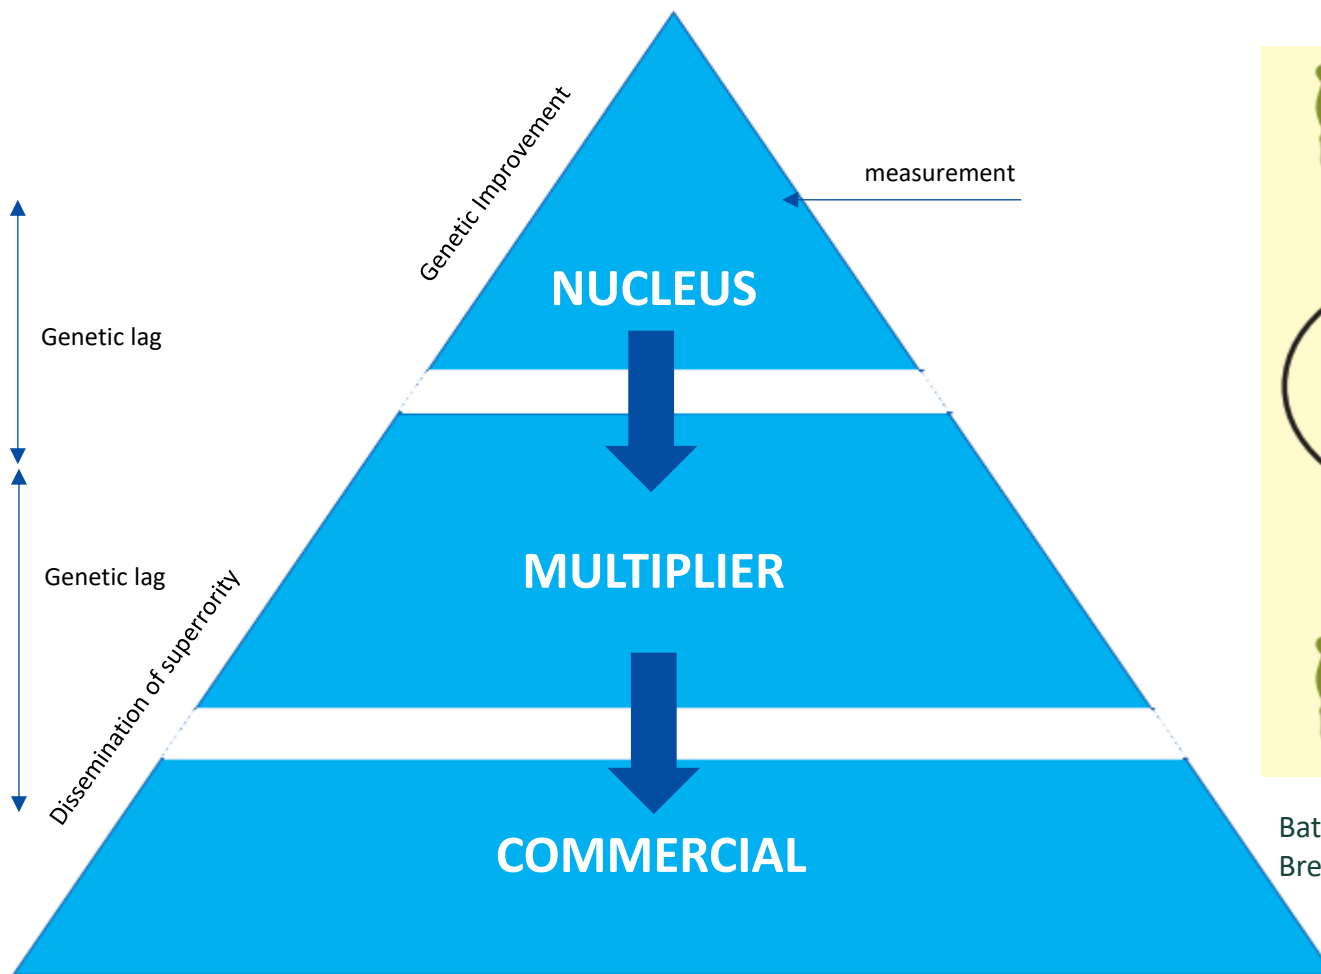 Genetic Improvement
measurement
NUCLEUS
Genetic lag
MULTIPLIER
Genetic lag
Dissemination of superrority
COMMERCIAL
Bat
Bre